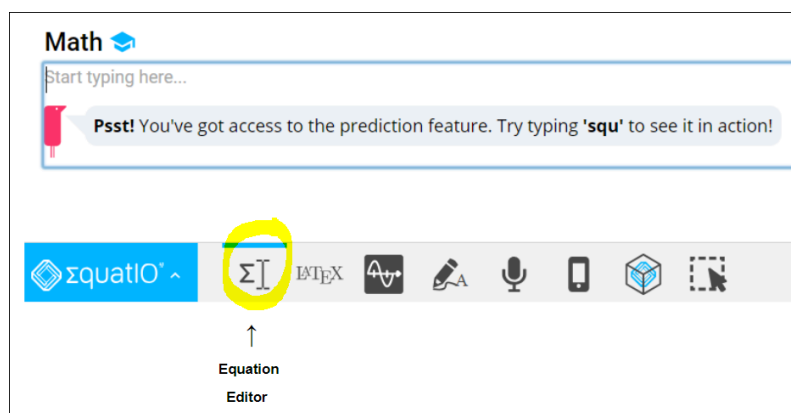 Math
Start typing here...
Psst! You've got access to the prediction feature. Try typing 'squ' to see it in action!
ΣquatIO® Σ LATEX A
↑
Equation
Editor